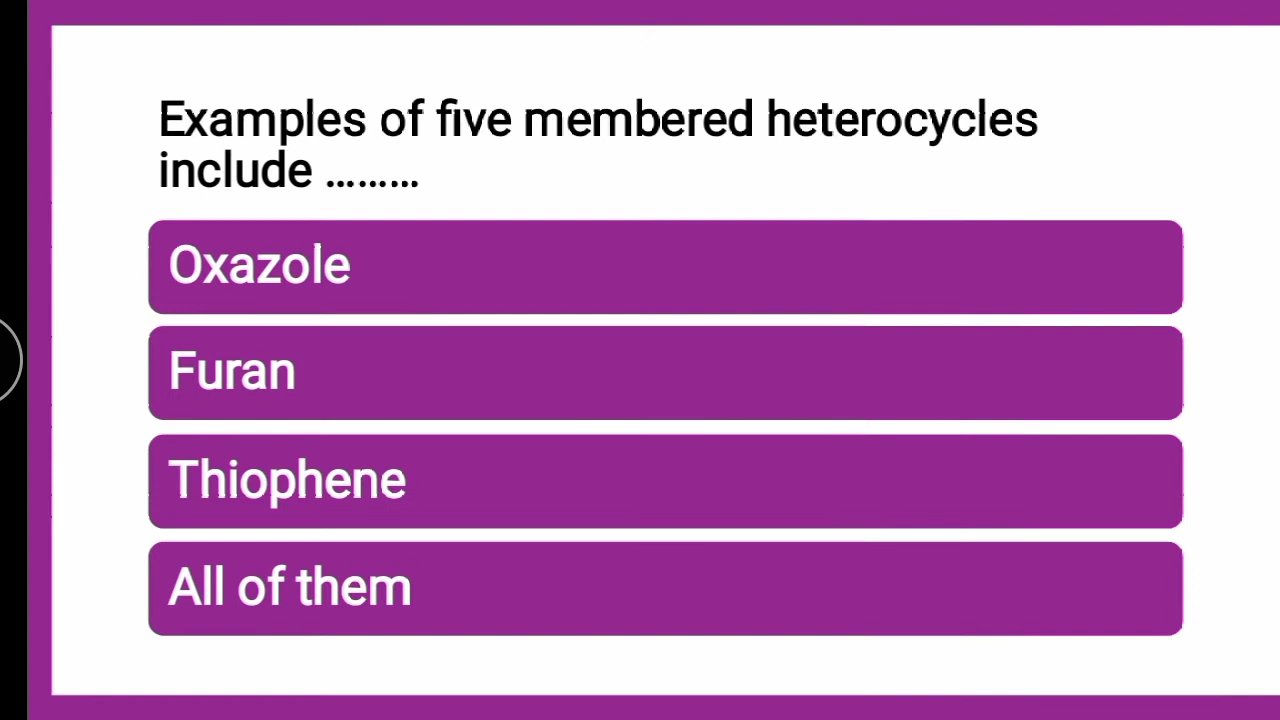 Examples of five membered heterocycles
include .........
Oxazole
Furan
Thiophene
All of them